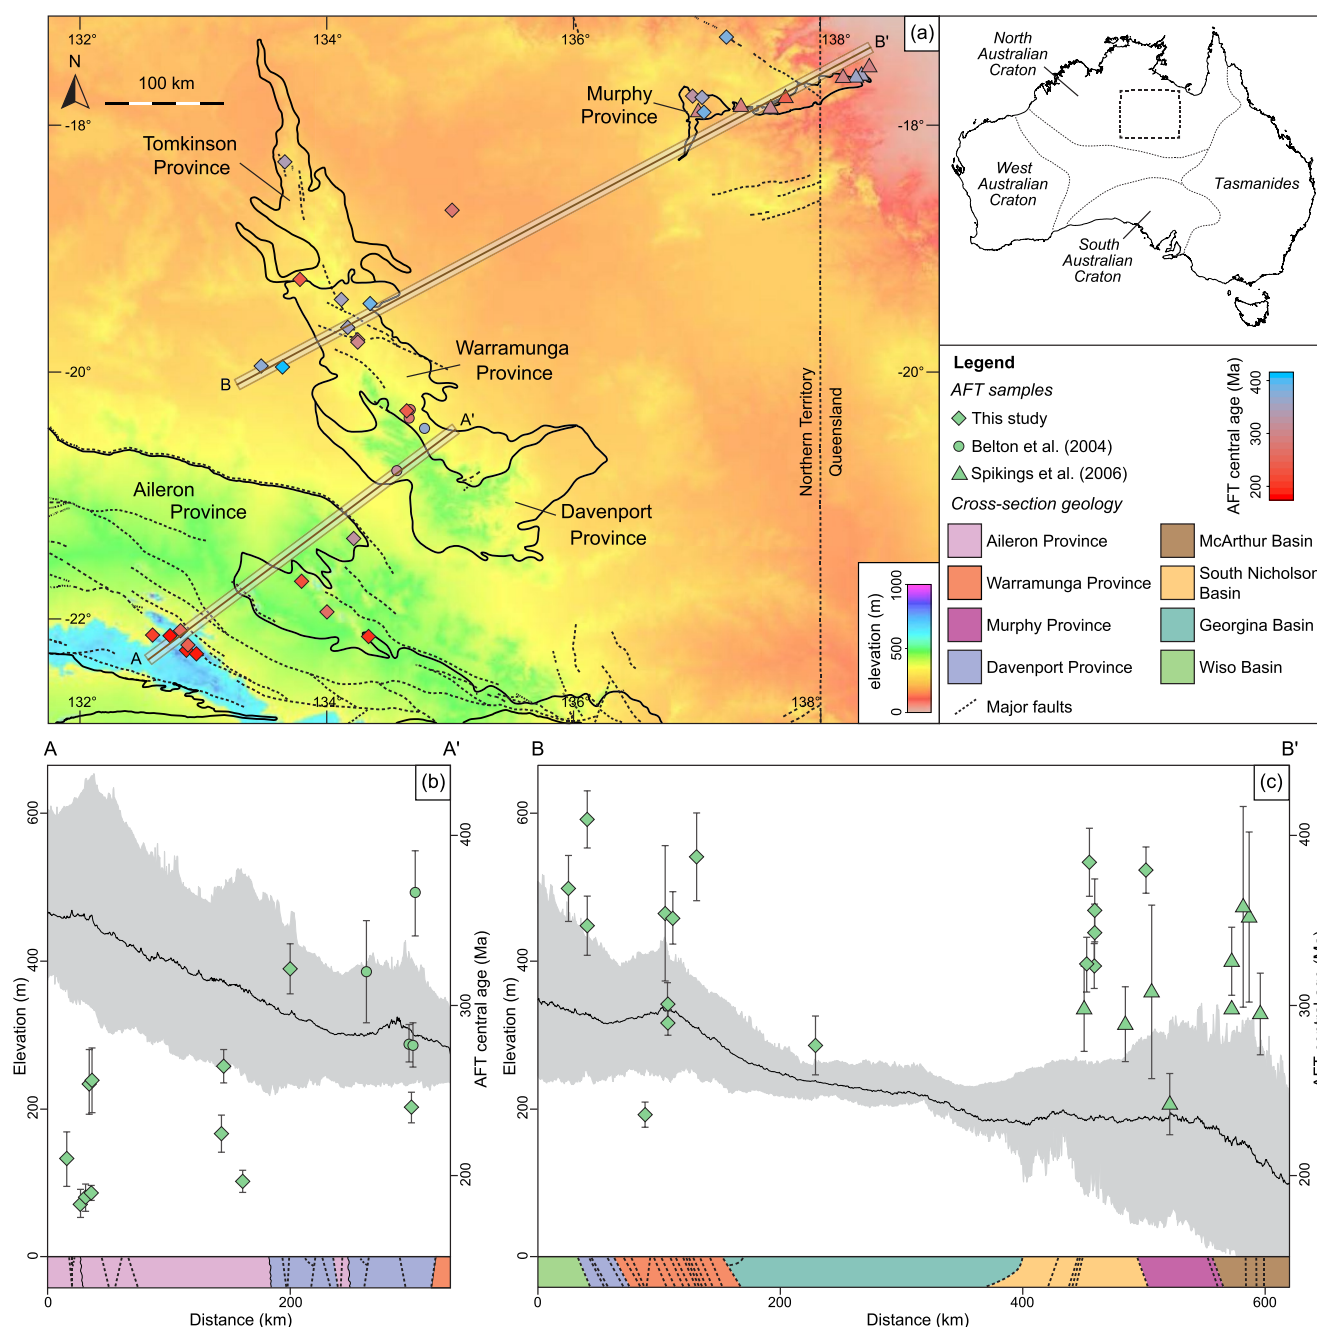 132°
134°
136°
138°
B'
(a)
N
100 km
-18°
-18°
Murphy
Province
Tomkinson
Province
Warramunga
Province
B
A'
-20°
-20°
Northern Territory
Queensland
Aileron
Province
Davenport
Province
-22°
A
132°
134°
136°
138°
elevation (m)
0
500
1000
North
Australian
Craton
West
Australian
Craton
South
Australian
Craton
Tasmanides
Legend
AFT samples
This study
Belton et al. (2004)
Spikings et al. (2006)
AFT central age (Ma)
400
300
200
Cross-section geology
Aileron Province
McArthur Basin
Warramunga Province
South Nicholson
Basin
Murphy Province
Georgina Basin
Davenport Province
Wiso Basin
Major faults
A
A'
(b)
Elevation (m)
600
400
200
0
AFT central age (Ma)
400
300
200
0
200
Distance (km)
B
B'
(c)
Elevation (m)
600
400
200
0
400
300
200
0
200
400
600
Distance (km)